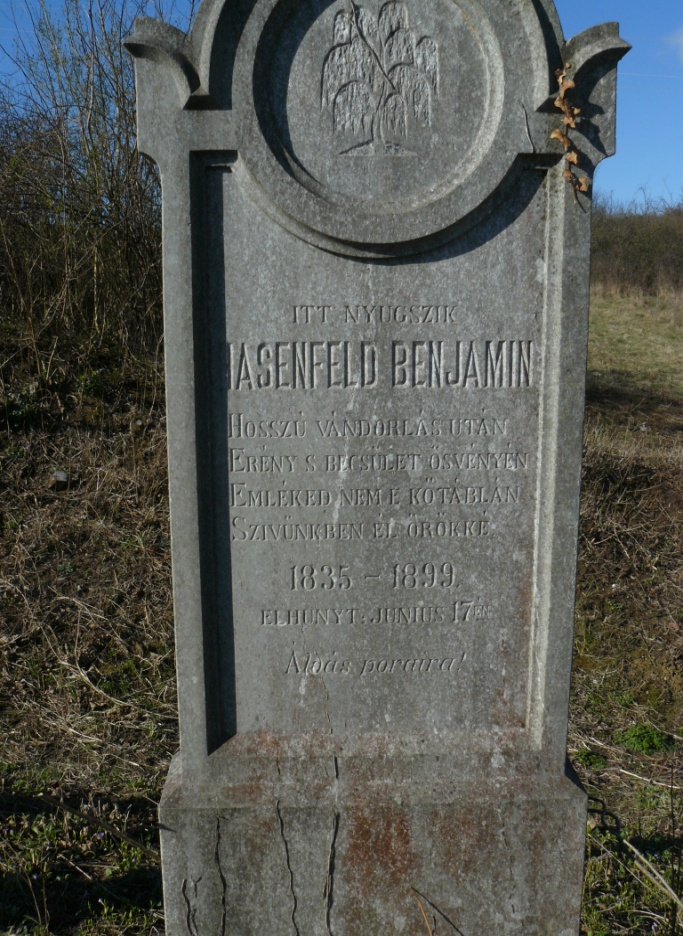 ITT NYUGSZIK
HASENFELD BENJAMIN
HOSSZÚ VÁNDORLÁS UTÁN
ERÉNY S BECSÜLET ÖSVÉNYÉN
EMLÉKED NEM E KŐTÁBLÁN
SZIVÜNKBEN ÉL ÖRÖKKÉ.
1835 – 1899.
ELHUNYT: JUNIUS 17ÉN
Áldás poraira!